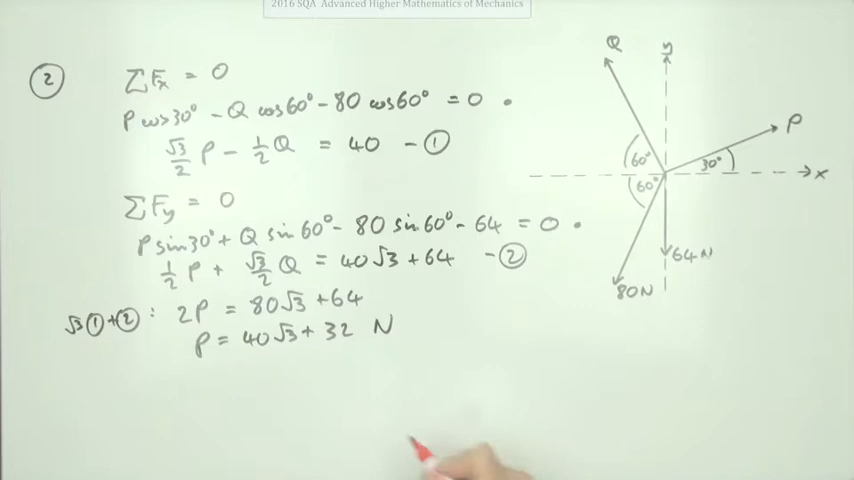 2016 SQA Advanced Higher Mathematics of Mechanics
②
ΣFx = 0
P cos30° - Q cos60° - 80 cos60° = 0 •
√3/2 P - 1/2 Q = 40 - ①
ΣFy = 0
P sin30° + Q sin60° - 80 sin60° - 64 = 0 •
1/2 P + √3/2 Q = 40√3 + 64 - ②
√3① + ② : 2P = 80√3 + 64
P = 40√3 + 32 N
Q
y
P
60°
30°
x
60°
64 N
80N